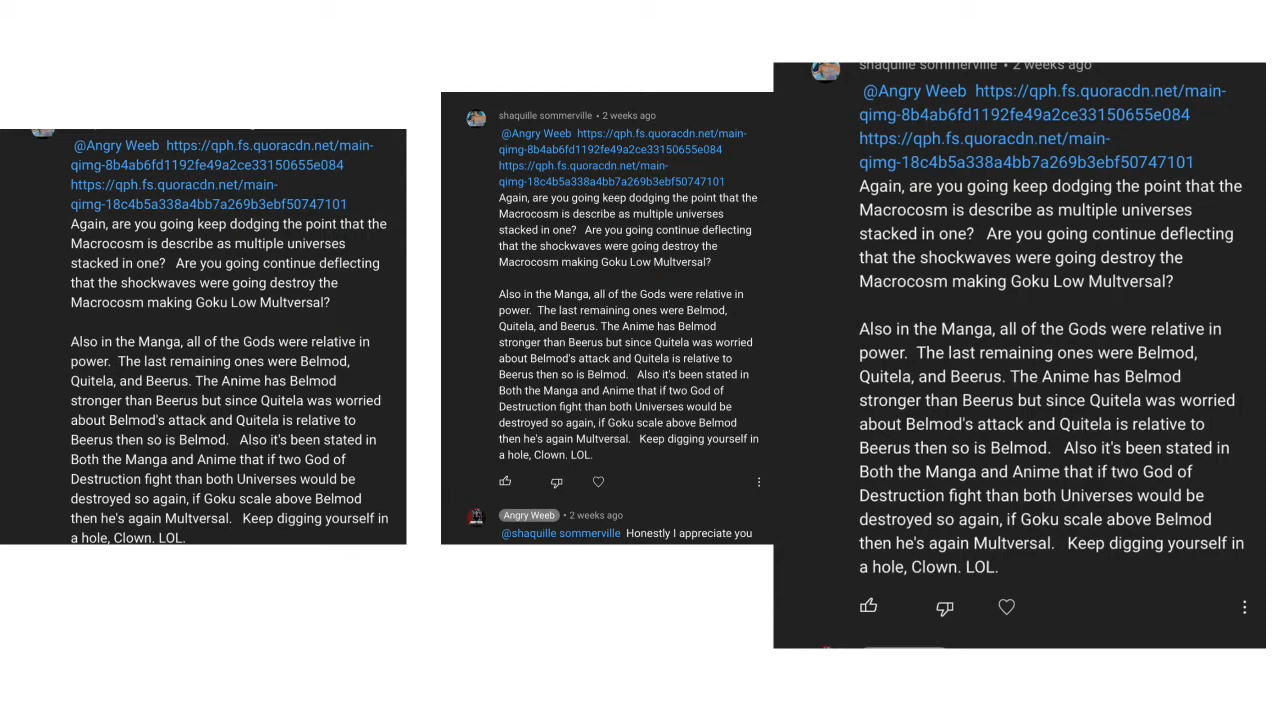 @Angry Weeb https://qph.fs.quoracdn.net/main-
qimg-8b4ab6fd1192fe49a2ce33150655e084
https://qph.fs.quoracdn.net/main-
qimg-18c4b5a338a4bb7a269b3ebf50747101
Again, are you going keep dodging the point that the
Macrocosm is describe as multiple universes
stacked in one? Are you going continue deflecting
that the shockwaves were going destroy the
Macrocosm making Goku Low Multversal?
Also in the Manga, all of the Gods were relative in
power. The last remaining ones were Belmod,
Quitela, and Beerus. The Anime has Belmod
stronger than Beerus but since Quitela was worried
about Belmod's attack and Quitela is relative to
Beerus then so is Belmod. Also it's been stated in
Both the Manga and Anime that if two God of
Destruction fight than both Universes would be
destroyed so again, if Goku scale above Belmod
then he's again Multversal. Keep digging yourself in
a hole, Clown. LOL.
shaquille sommerville • 2 weeks ago
@Angry Weeb https://qph.fs.quoracdn.net/main-
qimg-8b4ab6fd1192fe49a2ce33150655e084
https://qph.fs.quoracdn.net/main-
qimg-18c4b5a338a4bb7a269b3ebf50747101
Again, are you going keep dodging the point that the
Macrocosm is describe as multiple universes
stacked in one? Are you going continue deflecting
that the shockwaves were going destroy the
Macrocosm making Goku Low Multversal?
Also in the Manga, all of the Gods were relative in
power. The last remaining ones were Belmod,
Quitela, and Beerus. The Anime has Belmod
stronger than Beerus but since Quitela was worried
about Belmod's attack and Quitela is relative to
Beerus then so is Belmod. Also it's been stated in
Both the Manga and Anime that if two God of
Destruction fight than both Universes would be
destroyed so again, if Goku scale above Belmod
then he's again Multversal. Keep digging yourself in
a hole, Clown. LOL.
Angry Weeb • 2 weeks ago
@shaquille sommerville Honestly I appreciate you
shaquille sommerville • 2 weeks ago
@Angry Weeb https://qph.fs.quoracdn.net/main-
qimg-8b4ab6fd1192fe49a2ce33150655e084
https://qph.fs.quoracdn.net/main-
qimg-18c4b5a338a4bb7a269b3ebf50747101
Again, are you going keep dodging the point that the
Macrocosm is describe as multiple universes
stacked in one? Are you going continue deflecting
that the shockwaves were going destroy the
Macrocosm making Goku Low Multversal?
Also in the Manga, all of the Gods were relative in
power. The last remaining ones were Belmod,
Quitela, and Beerus. The Anime has Belmod
stronger than Beerus but since Quitela was worried
about Belmod's attack and Quitela is relative to
Beerus then so is Belmod. Also it's been stated in
Both the Manga and Anime that if two God of
Destruction fight than both Universes would be
destroyed so again, if Goku scale above Belmod
then he's again Multversal. Keep digging yourself in
a hole, Clown. LOL.